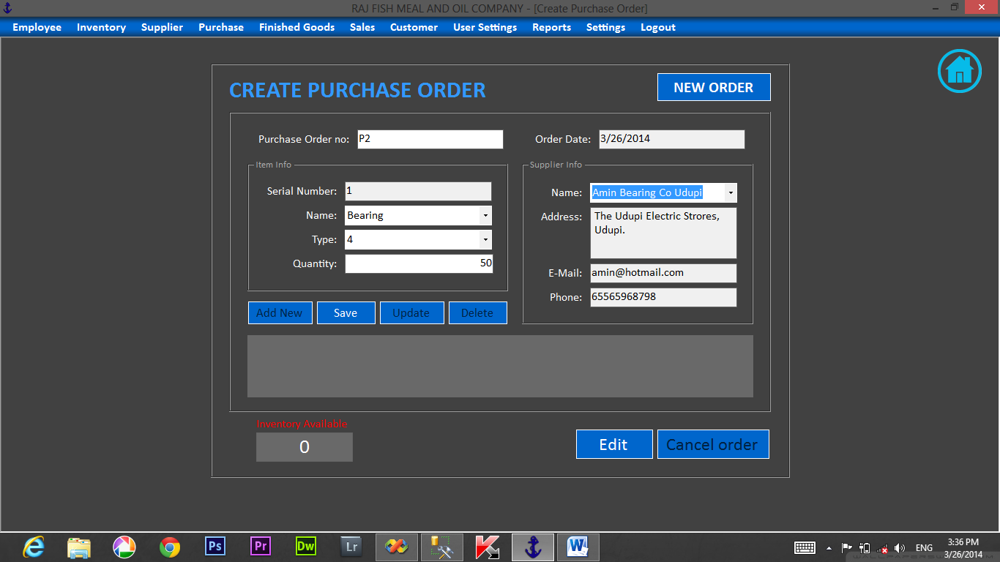 RAJ FISH MEAL AND OIL COMPANY - [Create Purchase Order]
Employee Inventory Supplier Purchase Finished Goods Sales Customer User Settings Reports Settings Logout
CREATE PURCHASE ORDER
NEW ORDER
Purchase Order no: P2
Order Date: 3/26/2014
Item Info
Serial Number: 1
Name: Bearing
Type: 4
Quantity: 50
Supplier Info
Name: Amin Bearing Co Udupi
Address: The Udupi Electric Strores,
Udupi.
E-Mail: amin@hotmail.com
Phone: 65565968798
Add New Save Update Delete
Inventory Available
0
Edit Cancel order
Ps Pr Dw Lr
ENG
3:36 PM
3/26/2014